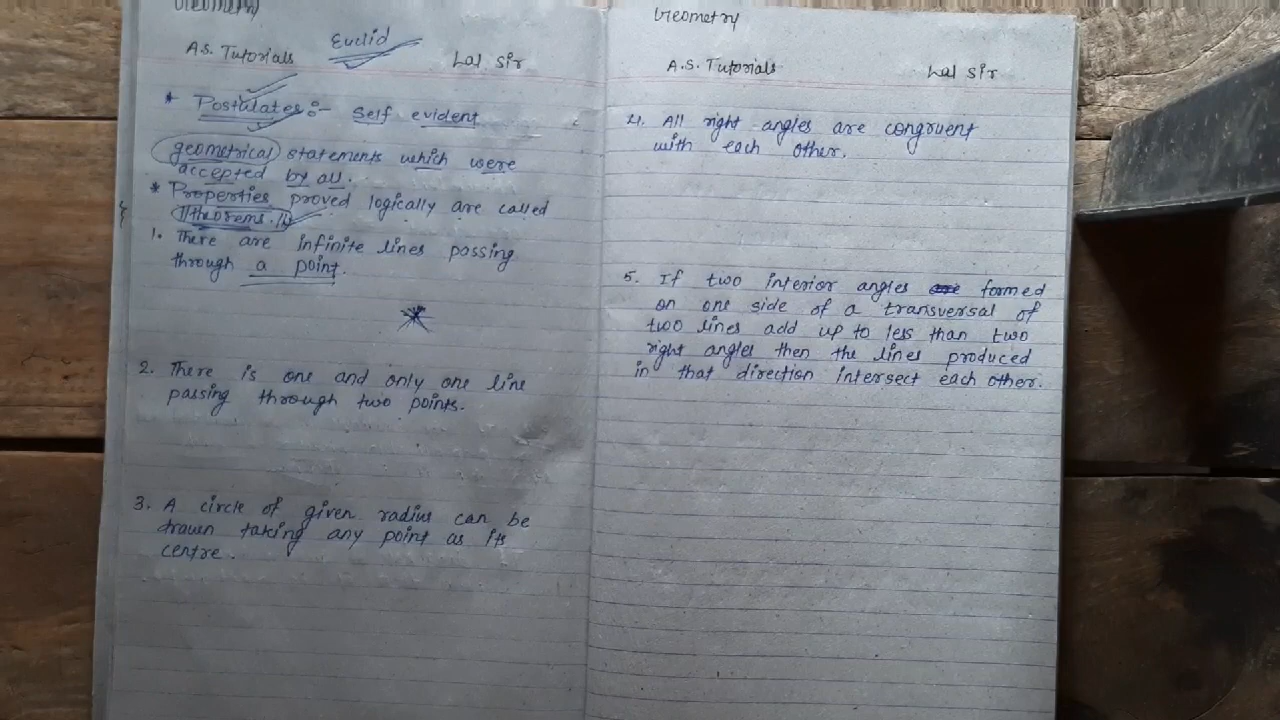 Geometry
Euclid
A.S. Tutorials Lal Sir
* Postulates :- Self evident
geometrical statements which were
accepted by all.
* Properties proved logically are called
Theorems.
1. There are infinite lines passing
through a point.
2. There is one and only one line
passing through two points.
3. A circle of given radius can be
drawn taking any point as its
centre.
Geometry
A.S. Tutorials Lal Sir
4. All right angles are congruent
with each other.
5. If two interior angles formed
on one side of a transversal of
two lines add up to less than two
right angles then the lines produced
in that direction intersect each other.